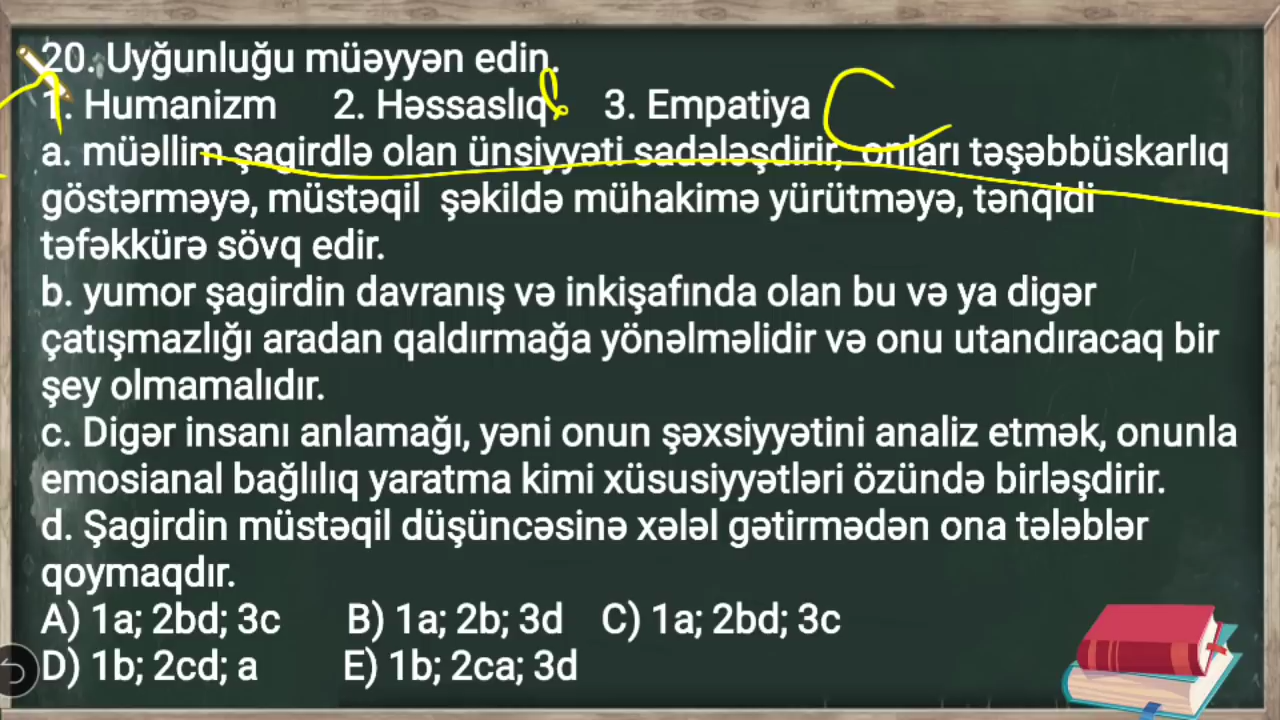 20. Uyğunluğu müəyyən edin.
1. Humanizm 2. Həssaslıq 3. Empatiya
a. müəllim şagirdlə olan ünsiyyəti sadələşdirir, onları təşəbbüskarlıq
göstərməyə, müstəqil şəkildə mühakimə yürütməyə, tənqidi
təfəkkürə sövq edir.
b. yumor şagirdin davranış və inkişafında olan bu və ya digər
çatışmazlığı aradan qaldırmağa yönəlməlidir və onu utandıracaq bir
şey olmamalıdır.
c. Digər insanı anlamağı, yəni onun şəxsiyyətini analiz etmək, onunla
emosianal bağlılıq yaratma kimi xüsusiyyətləri özündə birləşdirir.
d. Şagirdin müstəqil düşüncəsinə xələl gətirmədən ona tələblər
qoymaqdır.
A) 1a; 2bd; 3c B) 1a; 2b; 3d C) 1a; 2bd; 3c
D) 1b; 2cd; a E) 1b; 2ca; 3d